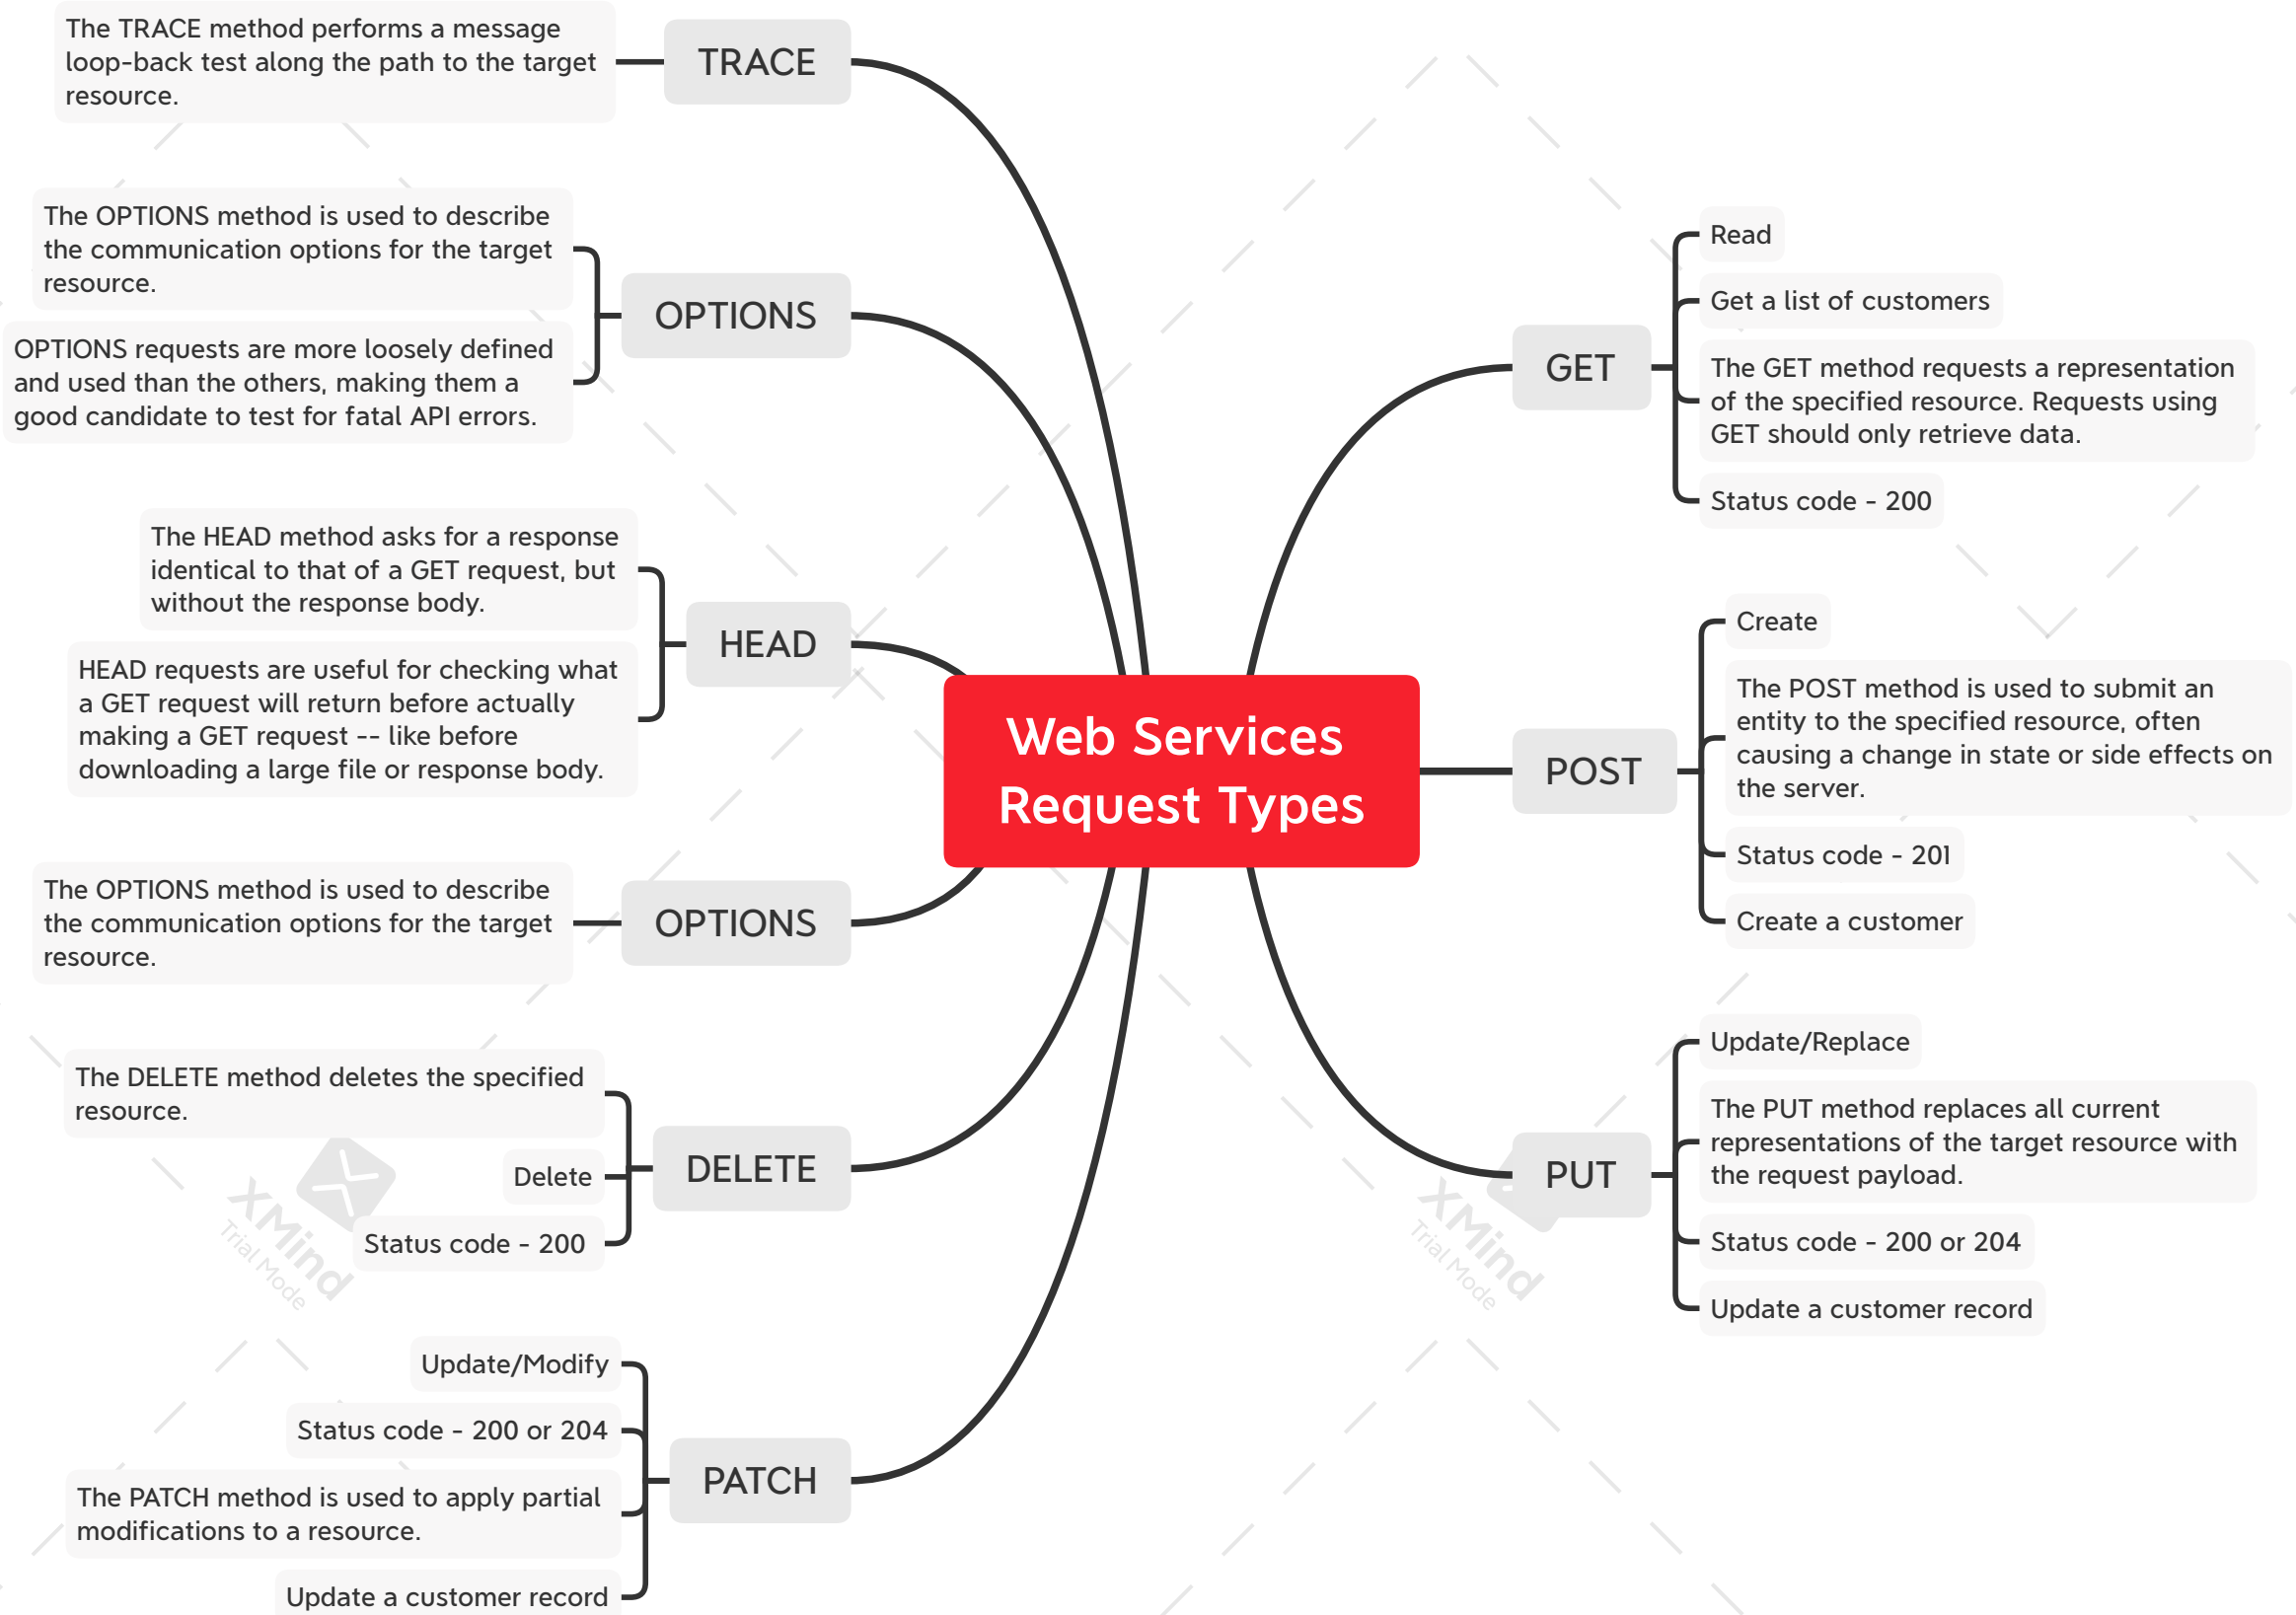 Web Services
Request Types
GET
Read
Get a list of customers
The GET method requests a representation
of the specified resource. Requests using
GET should only retrieve data.
Status code - 200
POST
Create
The POST method is used to submit an
entity to the specified resource, often
causing a change in state or side effects on
the server.
Status code - 201
Create a customer
PUT
Update/Replace
The PUT method replaces all current
representations of the target resource with
the request payload.
Status code - 200 or 204
Update a customer record
TRACE
The TRACE method performs a message
loop-back test along the path to the target
resource.
OPTIONS
The OPTIONS method is used to describe
the communication options for the target
resource.
OPTIONS requests are more loosely defined
and used than the others, making them a
good candidate to test for fatal API errors.
HEAD
The HEAD method asks for a response
identical to that of a GET request, but
without the response body.
HEAD requests are useful for checking what
a GET request will return before actually
making a GET request -- like before
downloading a large file or response body.
OPTIONS
The OPTIONS method is used to describe
the communication options for the target
resource.
DELETE
The DELETE method deletes the specified
resource.
Delete
Status code - 200
PATCH
Update/Modify
Status code - 200 or 204
The PATCH method is used to apply partial
modifications to a resource.
Update a customer record
XMind
Trial Mode
XMind
Trial Mode